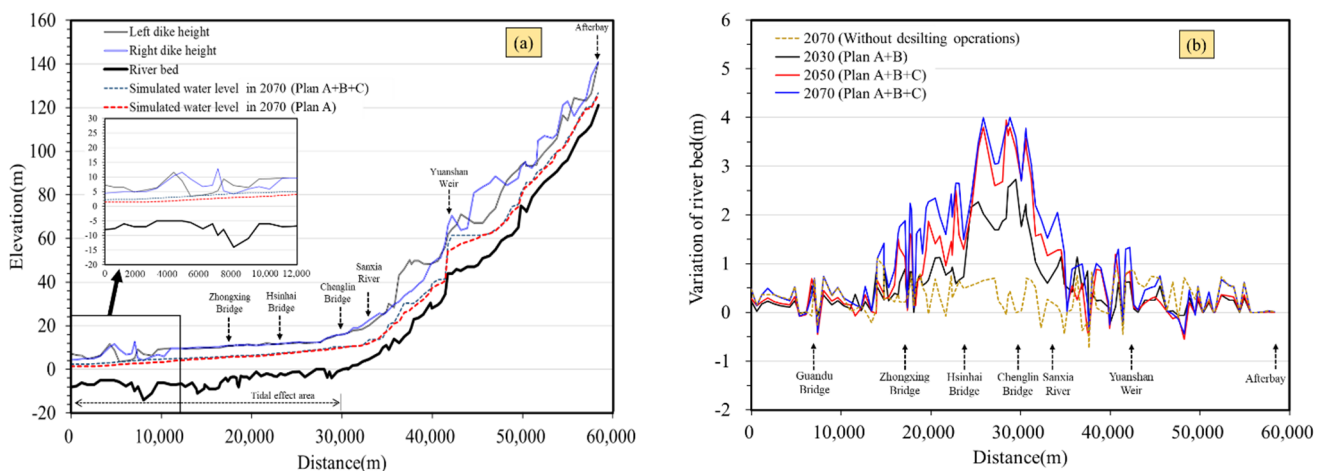 160
140
120
100
80
60
40
20
0
-20
Elevation(m)
Left dike height
Right dike height
River bed
Simulated water level in 2070 (Plan A+B+C)
Simulated water level in 2070 (Plan A)
(a)
Afterbay
30
25
20
15
10
5
0
-5
-10
-15
-20
0
2000
4000
6000
8000
10,000
12,000
Yuanshan
Weir
Sanxia
River
Chenglin
Bridge
Hsinhai
Bridge
Zhongxing
Bridge
Tidal effect area
0
10,000
20,000
30,000
40,000
50,000
60,000
Distance(m)
6
5
4
3
2
1
0
-1
-2
Variation of river bed(m)
2070 (Without desilting operations)
2030 (Plan A+B)
2050 (Plan A+B+C)
2070 (Plan A+B+C)
(b)
Guandu
Bridge
Zhongxing
Bridge
Hsinhai
Bridge
Chenglin
Bridge
Sanxia
River
Yuanshan
Weir
Afterbay
0
10,000
20,000
30,000
40,000
50,000
60,000
Distance(m)